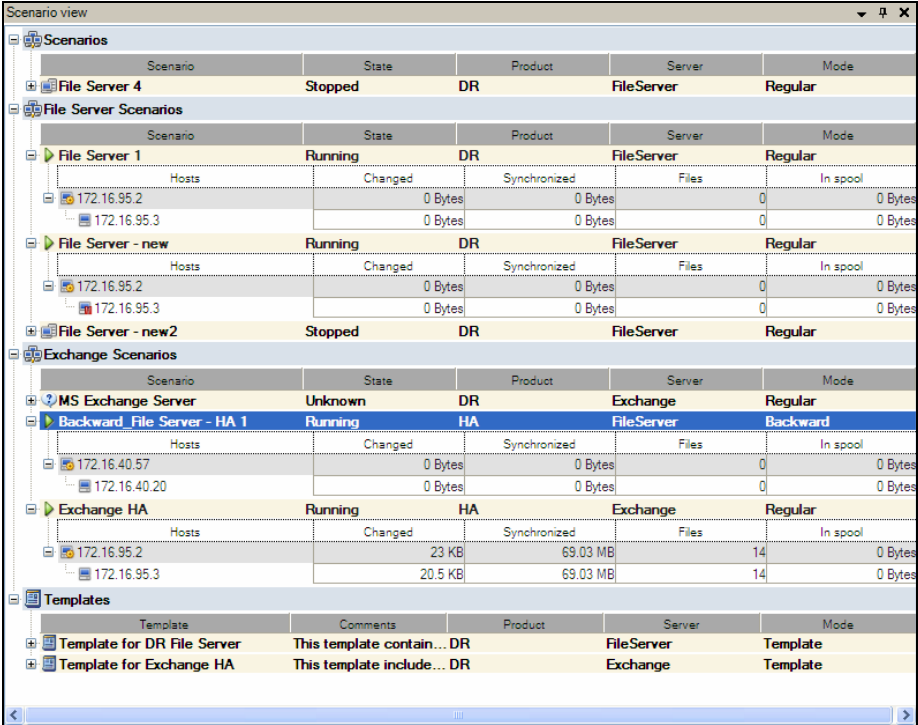 Scenario view
Scenarios
Scenario State Product Server Mode
File Server 4 Stopped DR FileServer Regular
File Server Scenarios
Scenario State Product Server Mode
File Server 1 Running DR FileServer Regular
Hosts Changed Synchronized Files In spool
172.16.95.2 0 Bytes 0 Bytes 0 0 Bytes
172.16.95.3 0 Bytes 0 Bytes 0 0 Bytes
File Server - new Running DR FileServer Regular
Hosts Changed Synchronized Files In spool
172.16.95.2 0 Bytes 0 Bytes 0 0 Bytes
172.16.95.3 0 Bytes 0 Bytes 0 0 Bytes
File Server - new2 Stopped DR FileServer Regular
Exchange Scenarios
Scenario State Product Server Mode
MS Exchange Server Unknown DR Exchange Regular
Backward_File Server - HA 1 Running HA FileServer Backward
Hosts Changed Synchronized Files In spool
172.16.40.57 0 Bytes 0 Bytes 0 0 Bytes
172.16.40.20 0 Bytes 0 Bytes 0 0 Bytes
Exchange HA Running HA Exchange Regular
Hosts Changed Synchronized Files In spool
172.16.95.2 23 KB 69.03 MB 14 0 Bytes
172.16.95.3 20.5 KB 69.03 MB 14 0 Bytes
Templates
Template Comments Product Server Mode
Template for DR File Server This template contain... DR FileServer Template
Template for Exchange HA This template include... DR Exchange Template